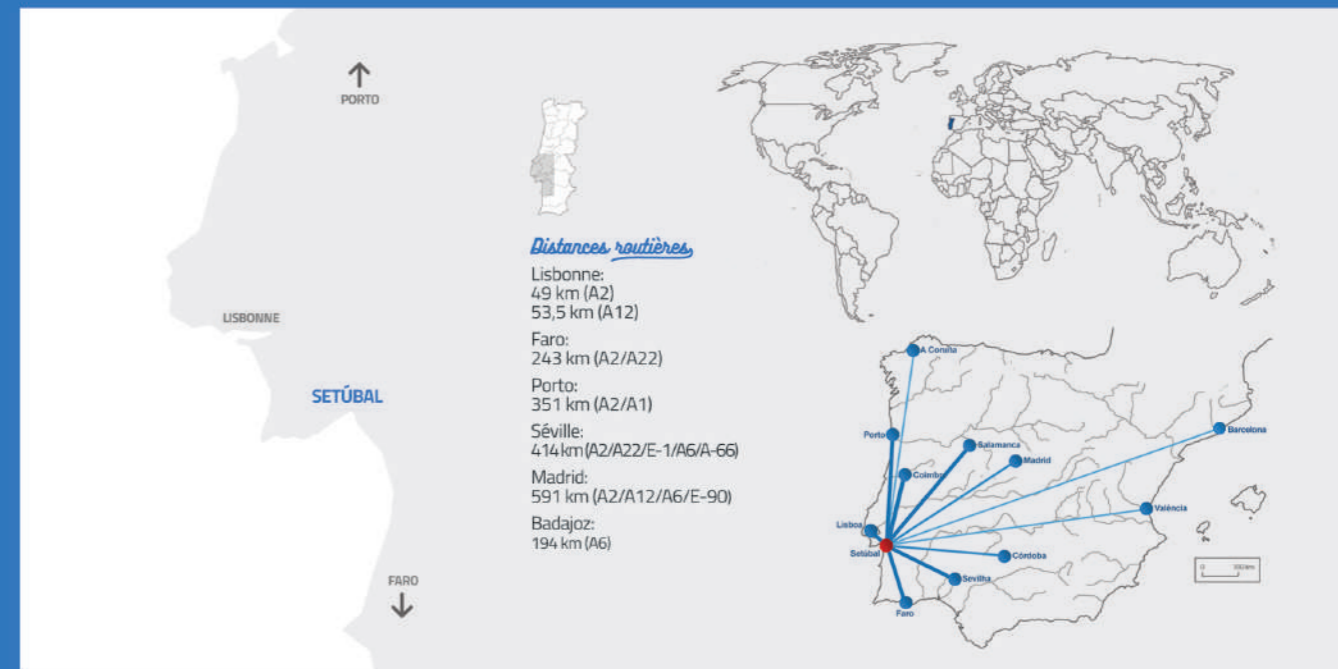 PORTO
LISBONNE
SETÚBAL
FARO
Distances routières
Lisbonne:
49 km (A2)
53,5 km (A12)
Faro:
243 km (A2/A22)
Porto:
351 km (A2/A1)
Séville:
414km(A2/A22/E-1/A6/A-66)
Madrid:
591 km (A2/A12/A6/E-90)
Badajoz:
194 km (A6)
A Coruña
Porto
Salamanca
Barcelona
Madrid
Coimbra
València
Lisboa
Setúbal
Córdoba
Sevilha
Faro
0